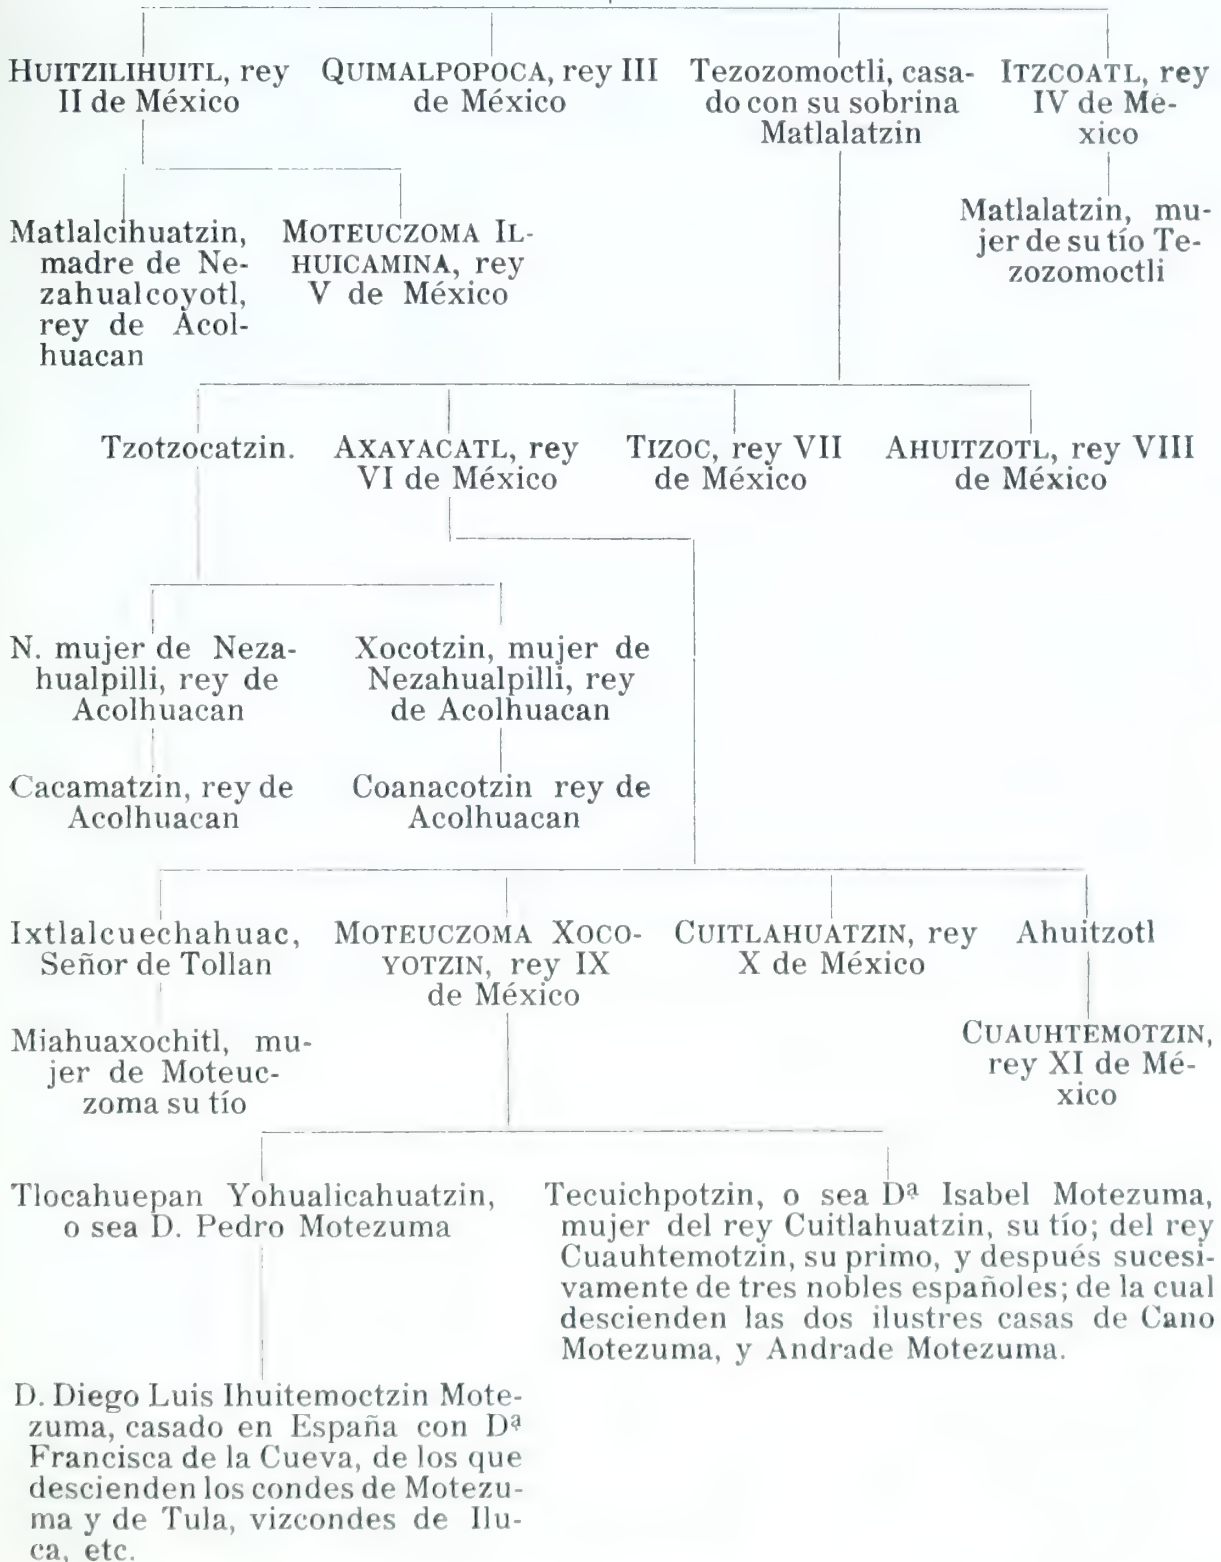 HUITZILIHUITL, rey
II de México
QUIMALPOPOCA, rey III
de México
Tezozomoctli, casa-
do con su sobrina
Matlalatzin
ITZCOATL, rey
IV de Mé-
xico
Matlalcihuatzin,
madre de Ne-
zahualcoyotl,
rey de Acol-
huacan
MOTEUCZOMA IL-
HUICAMINA, rey
V de México
Matlalatzin, mu-
jer de su tío Te-
zozomoctli
Tzotzocatzin.
AXAYACATL, rey
VI de México
TIZOC, rey VII
de México
AHUITZOTL, rey VIII
de México
N. mujer de Neza-
hualpilli, rey de
Acolhuacan
Xocotzin, mujer de
Nezahualpilli, rey
de Acolhuacan
Cacamatzin, rey de
Acolhuacan
Coanacotzin rey de
Acolhuacan
Ixtlalcuechahuac,
Señor de Tollan
MOTEUCZOMA XOCO-
YOTZIN, rey IX
de México
CUITLAHUATZIN, rey
X de México
Ahuitzotl
Miahuaxochitl, mu-
jer de Moteuc-
zoma su tío
CUAUHTEMOTZIN,
rey XI de Mé-
xico
Tlocahuepan Yohualicahuatzin,
o sea D. Pedro Motezuma
Tecuichpotzin, o sea Dª Isabel Motezuma,
mujer del rey Cuitlahuatzin, su tío; del rey
Cuauhtemotzin, su primo, y después sucesi-
vamente de tres nobles españoles; de la cual
descienden las dos ilustres casas de Cano
Motezuma, y Andrade Motezuma.
D. Diego Luis Ihuitemoctzin Mote-
zuma, casado en España con Dª
Francisca de la Cueva, de los que
descienden los condes de Motezu-
ma y de Tula, vizcondes de Ilu-
ca, etc.